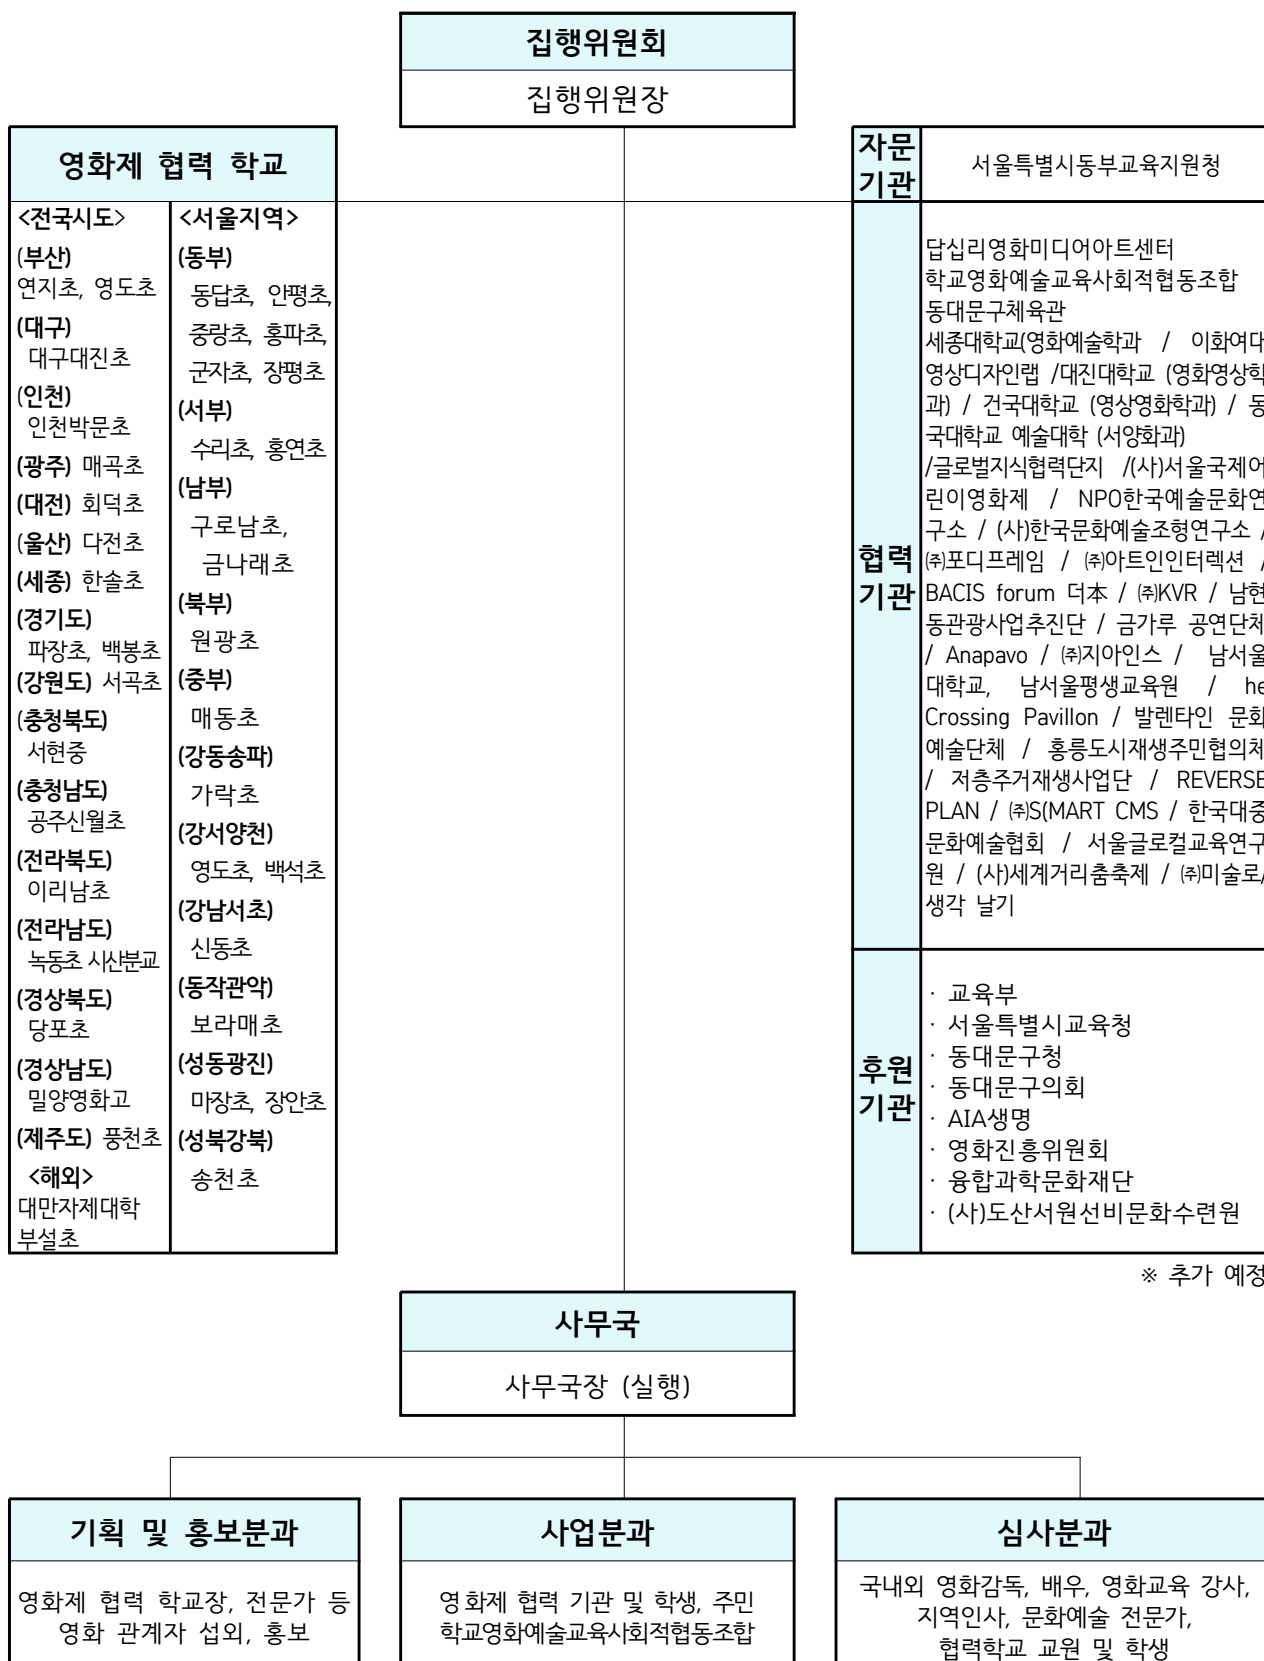 집행위원회
집행위원장
영화제 협력 학교
<전국시도>
(부산)
연지초, 영도초
(대구)
대구대진초
(인천)
인천박문초
(광주) 매곡초
(대전) 회덕초
(울산) 다전초
(세종) 한솔초
(경기도)
파장초, 백봉초
(강원도) 서곡초
(충청북도)
서현중
(충청남도)
공주신월초
(전라북도)
이리남초
(전라남도)
녹동초 시산분교
(경상북도)
당포초
(경상남도)
밀양영화고
(제주도) 풍천초
<해외>
대만자제대학
부설초
<서울지역>
(동부)
동답초, 안평초,
중랑초, 홍파초,
군자초, 장평초
(서부)
수리초, 홍연초
(남부)
구로남초,
금나래초
(북부)
원광초
(중부)
매동초
(강동송파)
가락초
(강서양천)
영도초, 백석초
(강남서초)
신동초
(동작관악)
보라매초
(성동광진)
마장초, 장안초
(성북강북)
송천초
자문
기관
서울특별시동부교육지원청
협력
기관
답십리영화미디어아트센터
학교영화예술교육사회적협동조합
동대문구체육관
세종대학교(영화예술학과 / 이화여대
영상디자인랩 /대진대학교 (영화영상학
과) / 건국대학교 (영상영화학과) / 동
국대학교 예술대학 (서양화과)
/글로벌지식협력단지 /(사)서울국제어
린이영화제 / NPO한국예술문화연
구소 / (사)한국문화예술조형연구소 /
㈜포디프레임 / ㈜아트인인터렉션 /
BACIS forum 더本 / ㈜KVR / 남현
동관광사업추진단 / 금가루 공연단체
/ Anapavo / ㈜지아인스 / 남서울
대학교, 남서울평생교육원 / he
Crossing Pavillon / 발렌타인 문화
예술단체 / 홍릉도시재생주민협의체
/ 저층주거재생사업단 / REVERSE
PLAN / ㈜S(MART CMS / 한국대중
문화예술협회 / 서울글로컬교육연구
원 / (사)세계거리춤축제 / ㈜미술로/
생각 날기
후원
기관
· 교육부
· 서울특별시교육청
· 동대문구청
· 동대문구의회
· AIA생명
· 영화진흥위원회
· 융합과학문화재단
· (사)도산서원선비문화수련원
※ 추가 예정
사무국
사무국장 (실행)
기획 및 홍보분과
영화제 협력 학교장, 전문가 등
영화 관계자 섭외, 홍보
사업분과
영화제 협력 기관 및 학생, 주민
학교영화예술교육사회적협동조합
심사분과
국내외 영화감독, 배우, 영화교육 강사,
지역인사, 문화예술 전문가,
협력학교 교원 및 학생